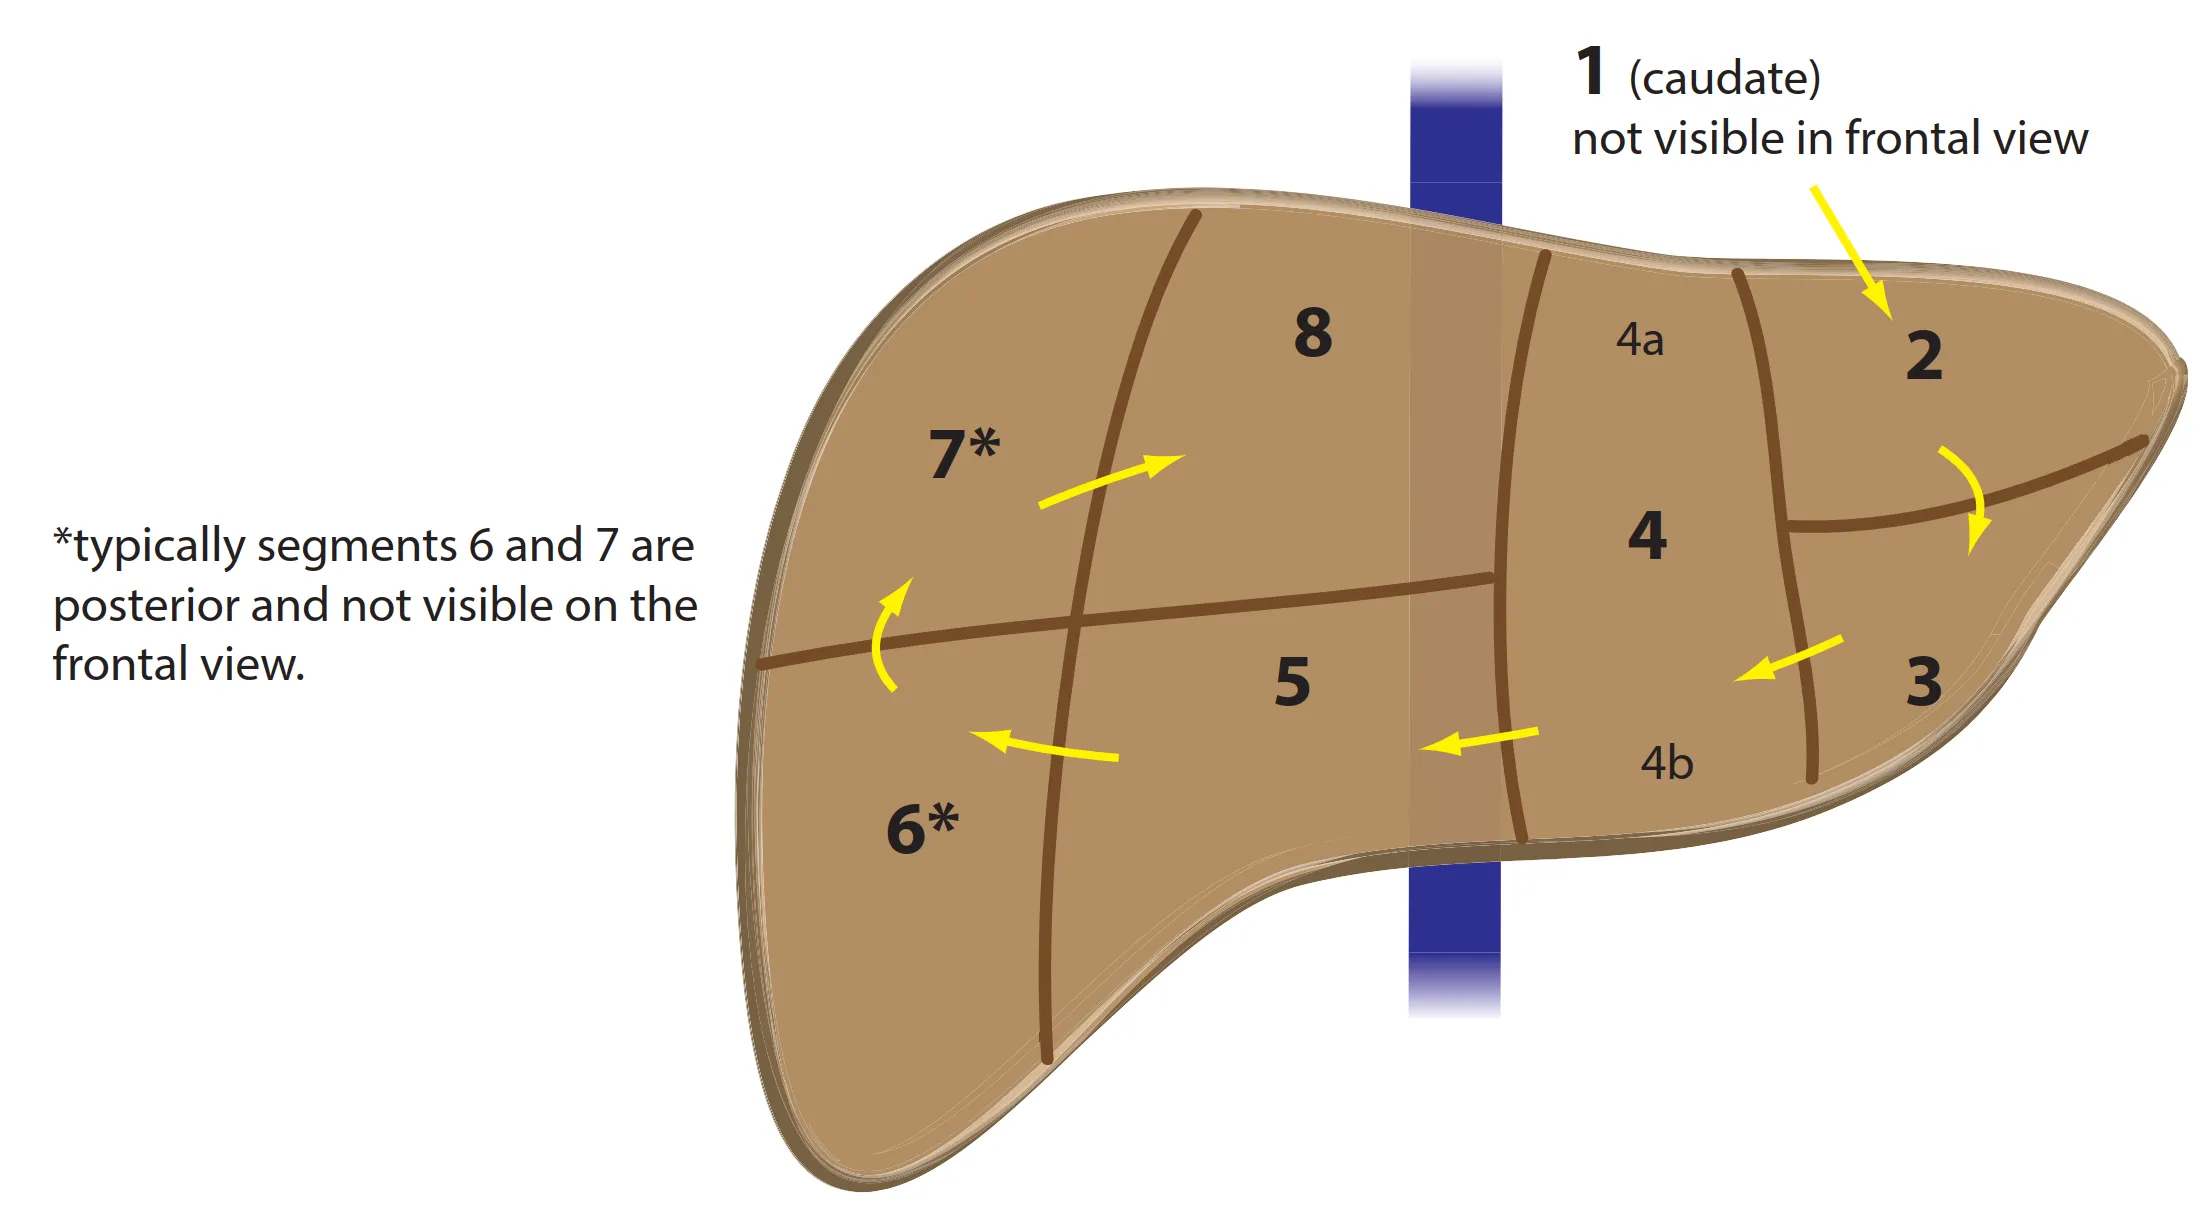 1 (caudate)
not visible in frontal view
8
4a
2
7*
4
*typically segments 6 and 7 are
posterior and not visible on the
frontal view.
5
3
4b
6*